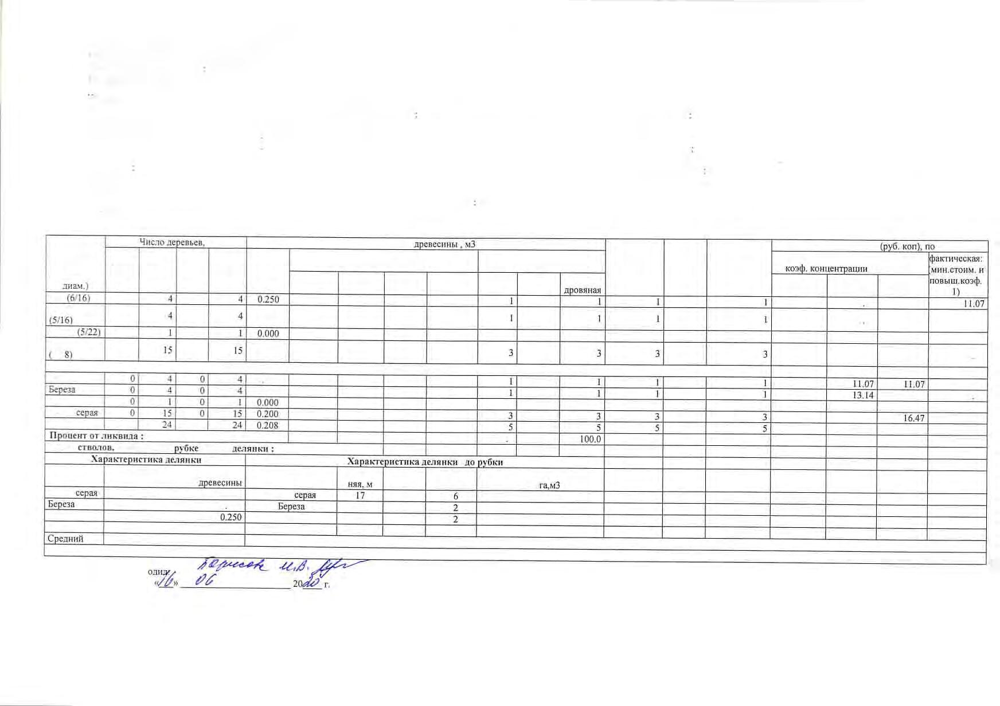 Число деревьев, древесины , м3 (руб. коп), по
коэф. концентрации фактическая:
мин.стоим. и
повыш.коэф.
диам.) дровяная 1)
(6/16) 4 4 0.250 1 1 1 1 11.07
(5/16) 4 4 1 1 1 1
(5/22) 1 1 0.000
( 8) 15 15 3 3 3 3
0 4 0 4 1 1 1 1 11.07 11.07
Береза 0 4 0 4 1 1 1 1 13.14
0 1 0 1 0.000
серая 0 15 0 15 0.200 3 3 3 3 16.47
24 24 0.208 5 5 5 5
Процент от ликвида : 100.0
стволов, рубке делянки :
Характеристика делянки Характеристика делянки до рубки
древесины няя, м га,м3
серая серая 17 6
Береза Береза 2
0.250 2
Средний
одил Борисов И.В.
«16» 06 2020 г.